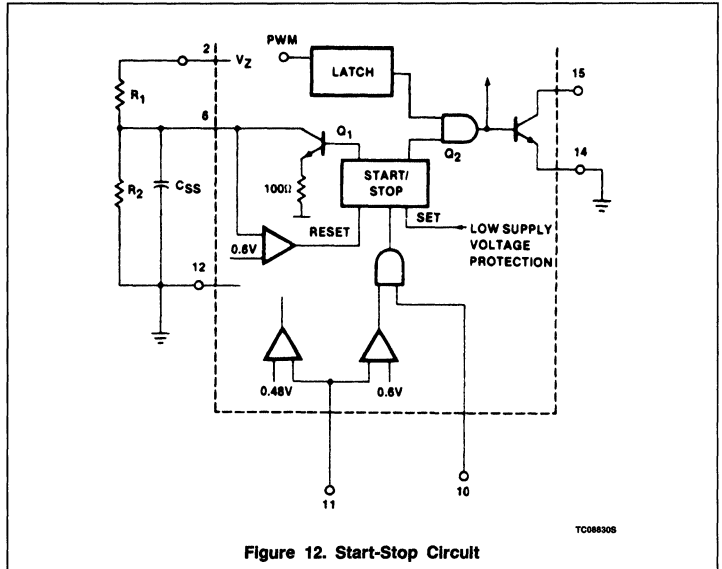 PWM
2
VZ
LATCH
15
R1
6
Q1
Q2
14
START/
STOP
R2
CSS
100Ω
SET
LOW SUPPLY
VOLTAGE
PROTECTION
RESET
0.6V
12
0.48V
0.6V
11
10
TC08830S
Figure 12. Start-Stop Circuit